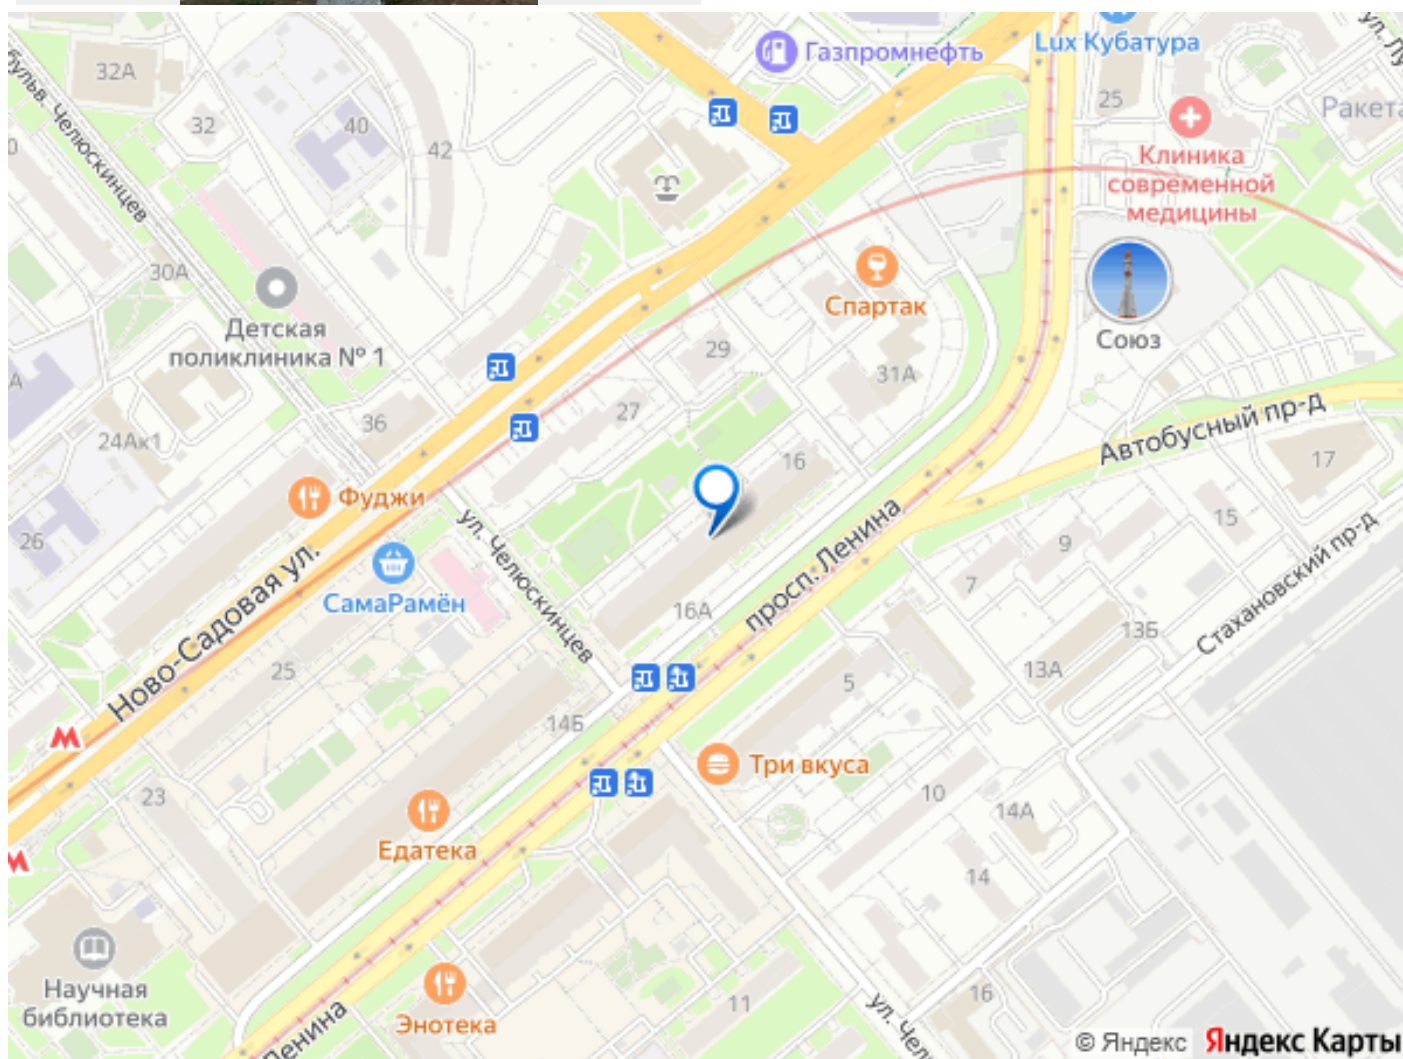 Газпромнефть
Lux Кубатура
ул. Лу
32А
бульв. Челюскинцев
32
40
42
25
Ракета
0
Клиника
современной
медицины
30А
Спартак
Союз
Детская
поликлиника № 1
29
31А
А
36
27
24Ак1
16
Автобусный пр-д
17
Фуджи
26
ул. Челюскинцев
просп. Ленина
15
9
7
Стахановский пр-д
СамаРамён
16А
13Б
Ново-Садовая ул.
25
5
13А
14Б
23
Три вкуса
10
14А
Едатека
14
Научная
библиотека
Энотека
11
16
Ленина
ул. Чел
© Яндекс Яндекс Карты